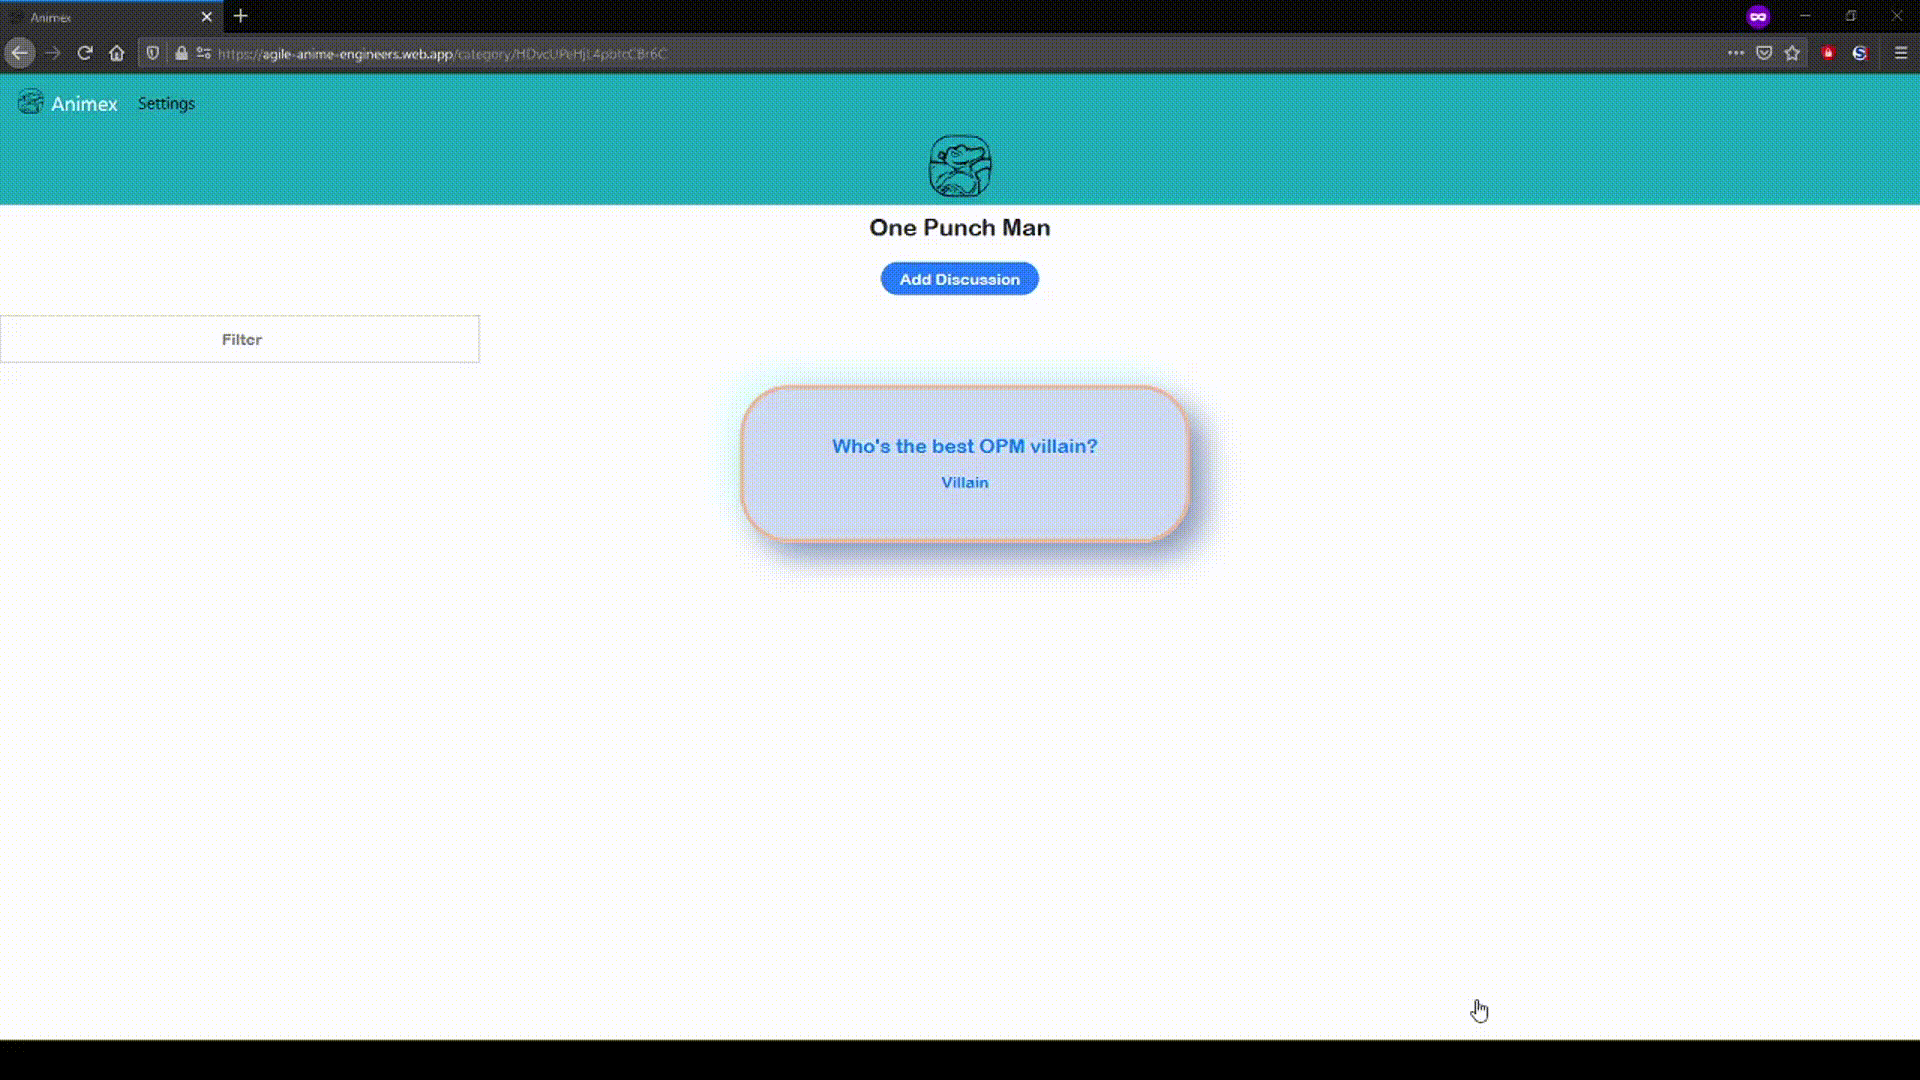 Animex
https://agile-anime-engineers.web.app/category/
Animex Settings
One Punch Man
Add Discussion
Filter
Who's the best OPM villain?
Villain